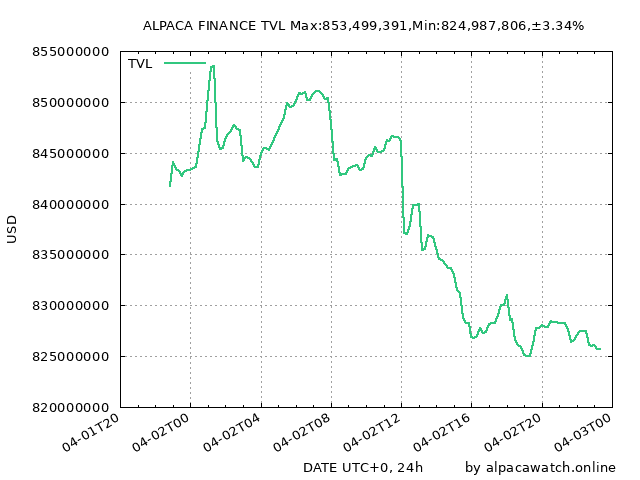 ALPACA FINANCE TVL Max:853,499,391,Min:824,987,806,±3.34%
TVL
855000000
850000000
845000000
840000000
835000000
830000000
825000000
820000000
USD
04-01T20
04-02T00
04-02T04
04-02T08
04-02T12
04-02T16
04-02T20
04-03T00
DATE UTC+0, 24h
by alpacawatch.online